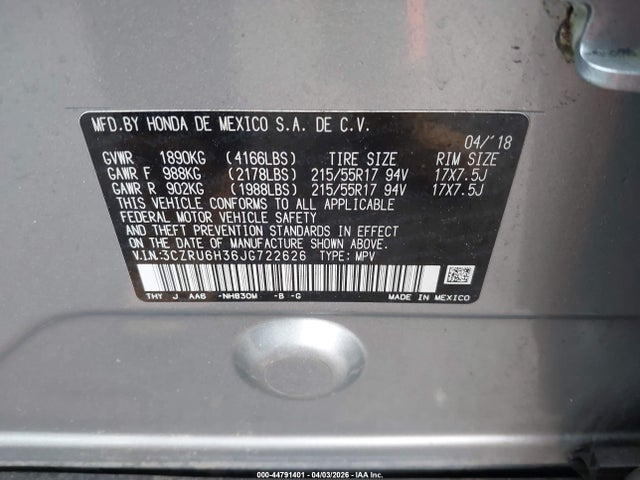 MFD.BY HONDA DE MEXICO S.A. DE C.V.
04/'18
GVWR 1890KG (4166LBS) TIRE SIZE RIM SIZE
GAWR F 988KG (2178LBS) 215/55R17 94V 17X7.5J
GAWR R 902KG (1988LBS) 215/55R17 94V 17X7.5J
THIS VEHICLE CONFORMS TO ALL APPLICABLE
FEDERAL MOTOR VEHICLE SAFETY
AND THEFT PREVENTION STANDARDS IN EFFECT
ON THE DATE OF MANUFACTURE SHOWN ABOVE.
V.I.N:3CZRU6H36JG722626 TYPE: MPV
THY J AA6 -NH830M -B -G MADE IN MEXICO
000-44791401 - 04/03/2026 - IAA Inc.